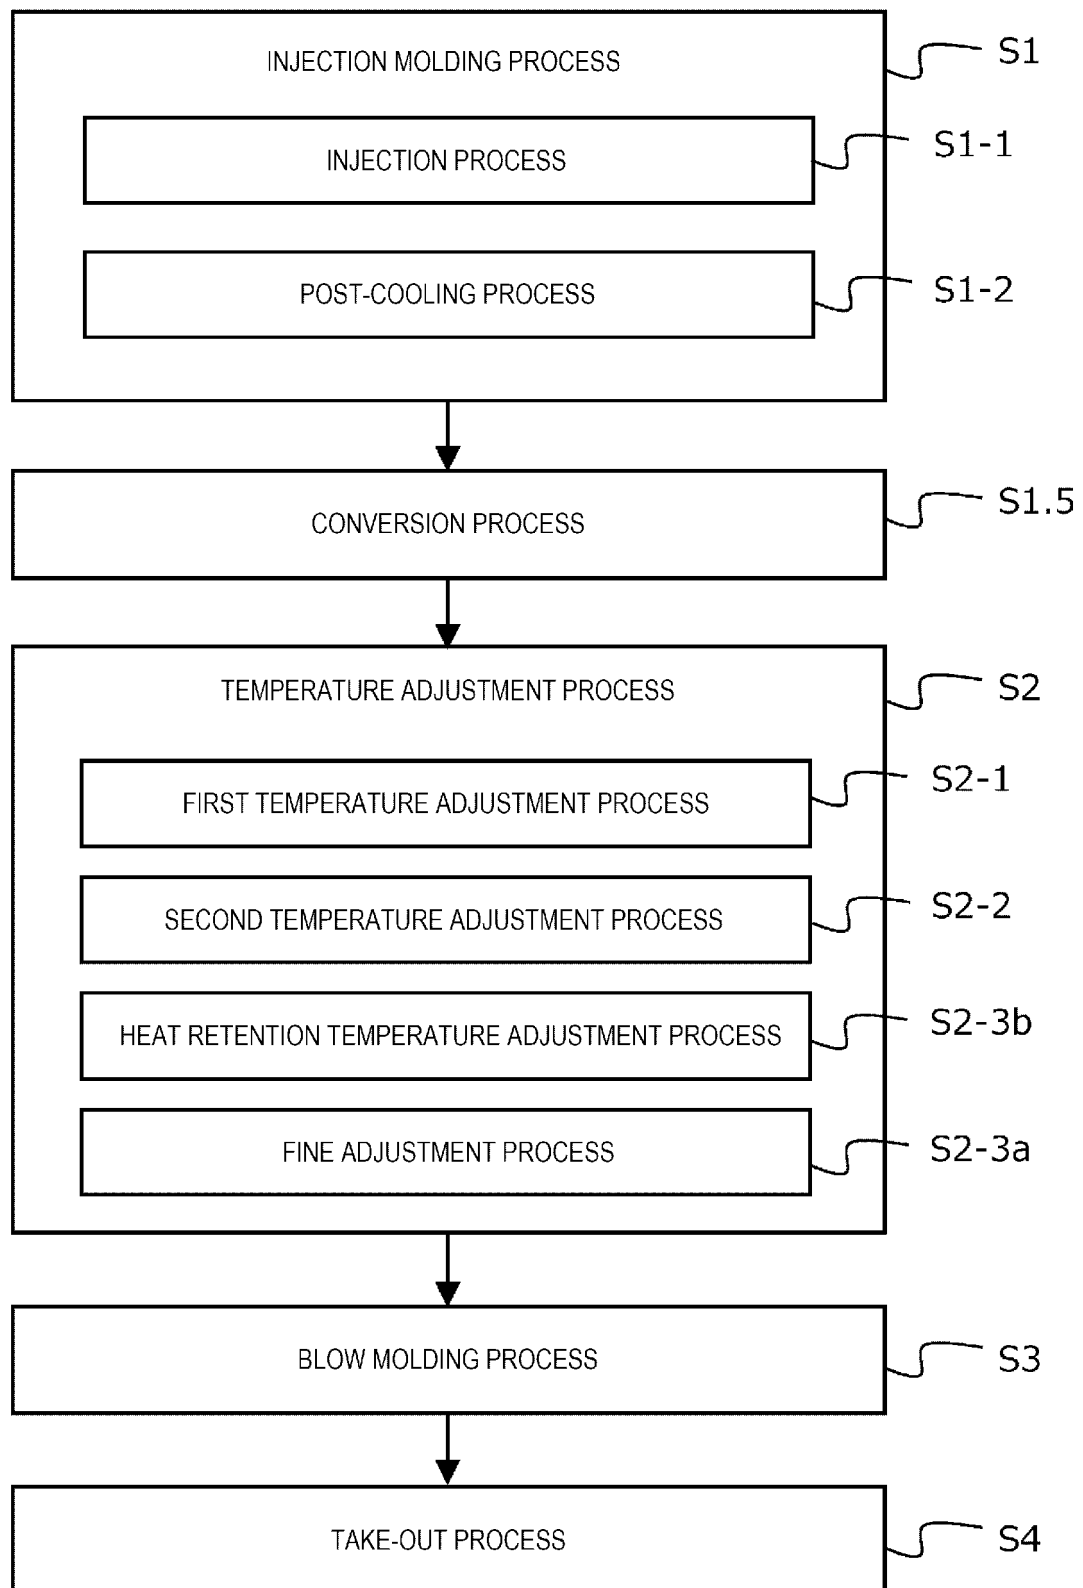 INJECTION MOLDING PROCESS
S1
INJECTION PROCESS
S1-1
POST-COOLING PROCESS
S1-2
CONVERSION PROCESS
S1.5
TEMPERATURE ADJUSTMENT PROCESS
S2
FIRST TEMPERATURE ADJUSTMENT PROCESS
S2-1
SECOND TEMPERATURE ADJUSTMENT PROCESS
S2-2
HEAT RETENTION TEMPERATURE ADJUSTMENT PROCESS
S2-3b
FINE ADJUSTMENT PROCESS
S2-3a
BLOW MOLDING PROCESS
S3
TAKE-OUT PROCESS
S4